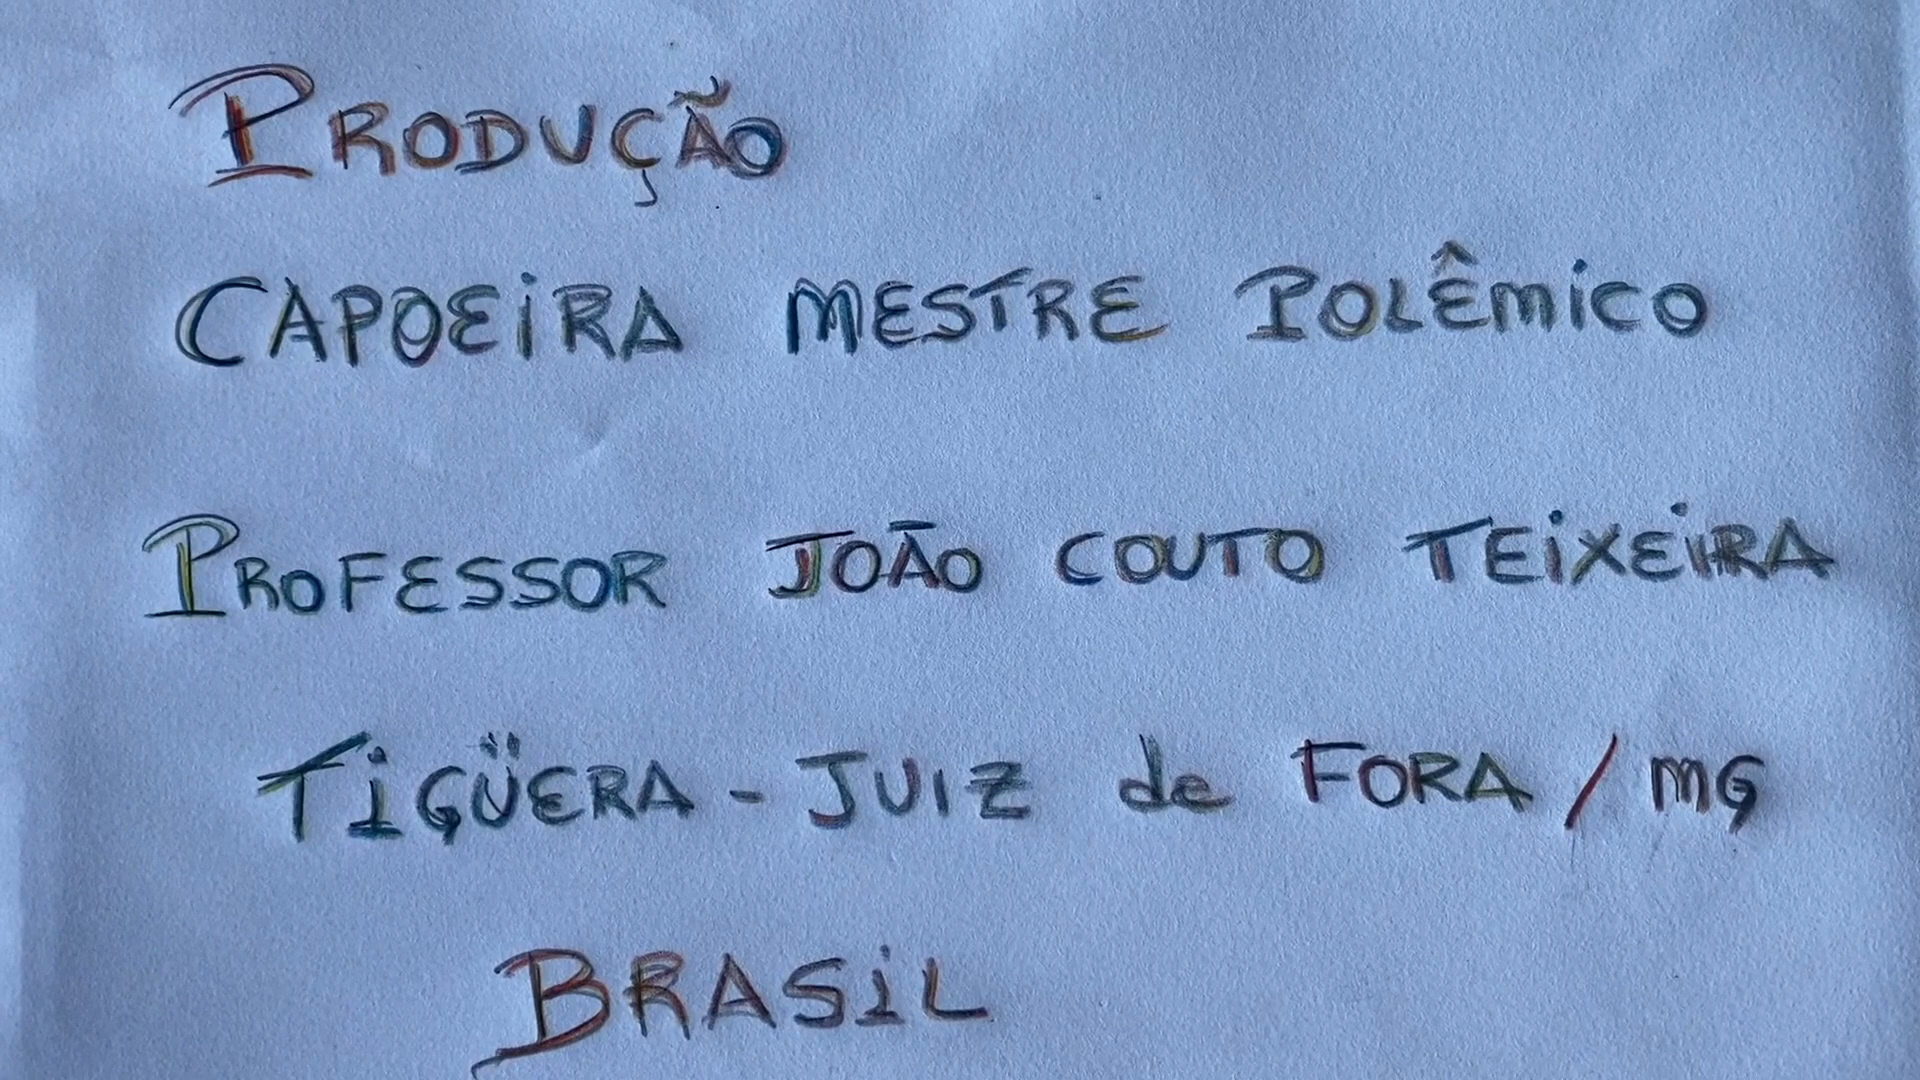 PRODUÇÃO
CAPOEIRA MESTRE POLÊMICO
PROFESSOR JOÃO COUTO TEIXEIRA
TIGÜERA - JUIZ de FORA / MG
BRASIL